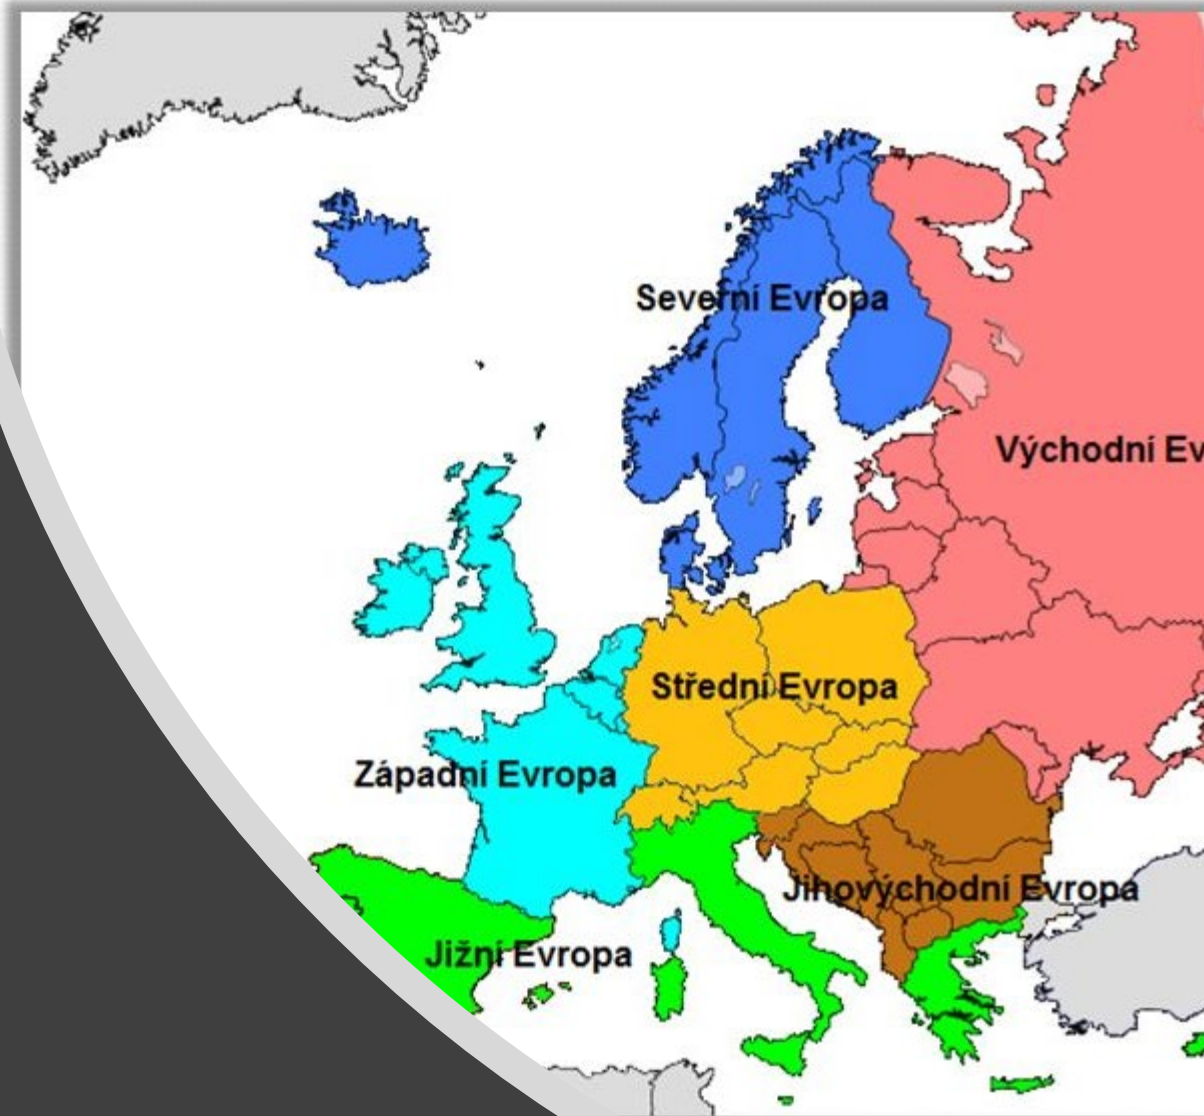 Severní Evropa
Východní Ev
Střední Evropa
Západní Evropa
Jihovýchodní Evropa
Jižní Evropa